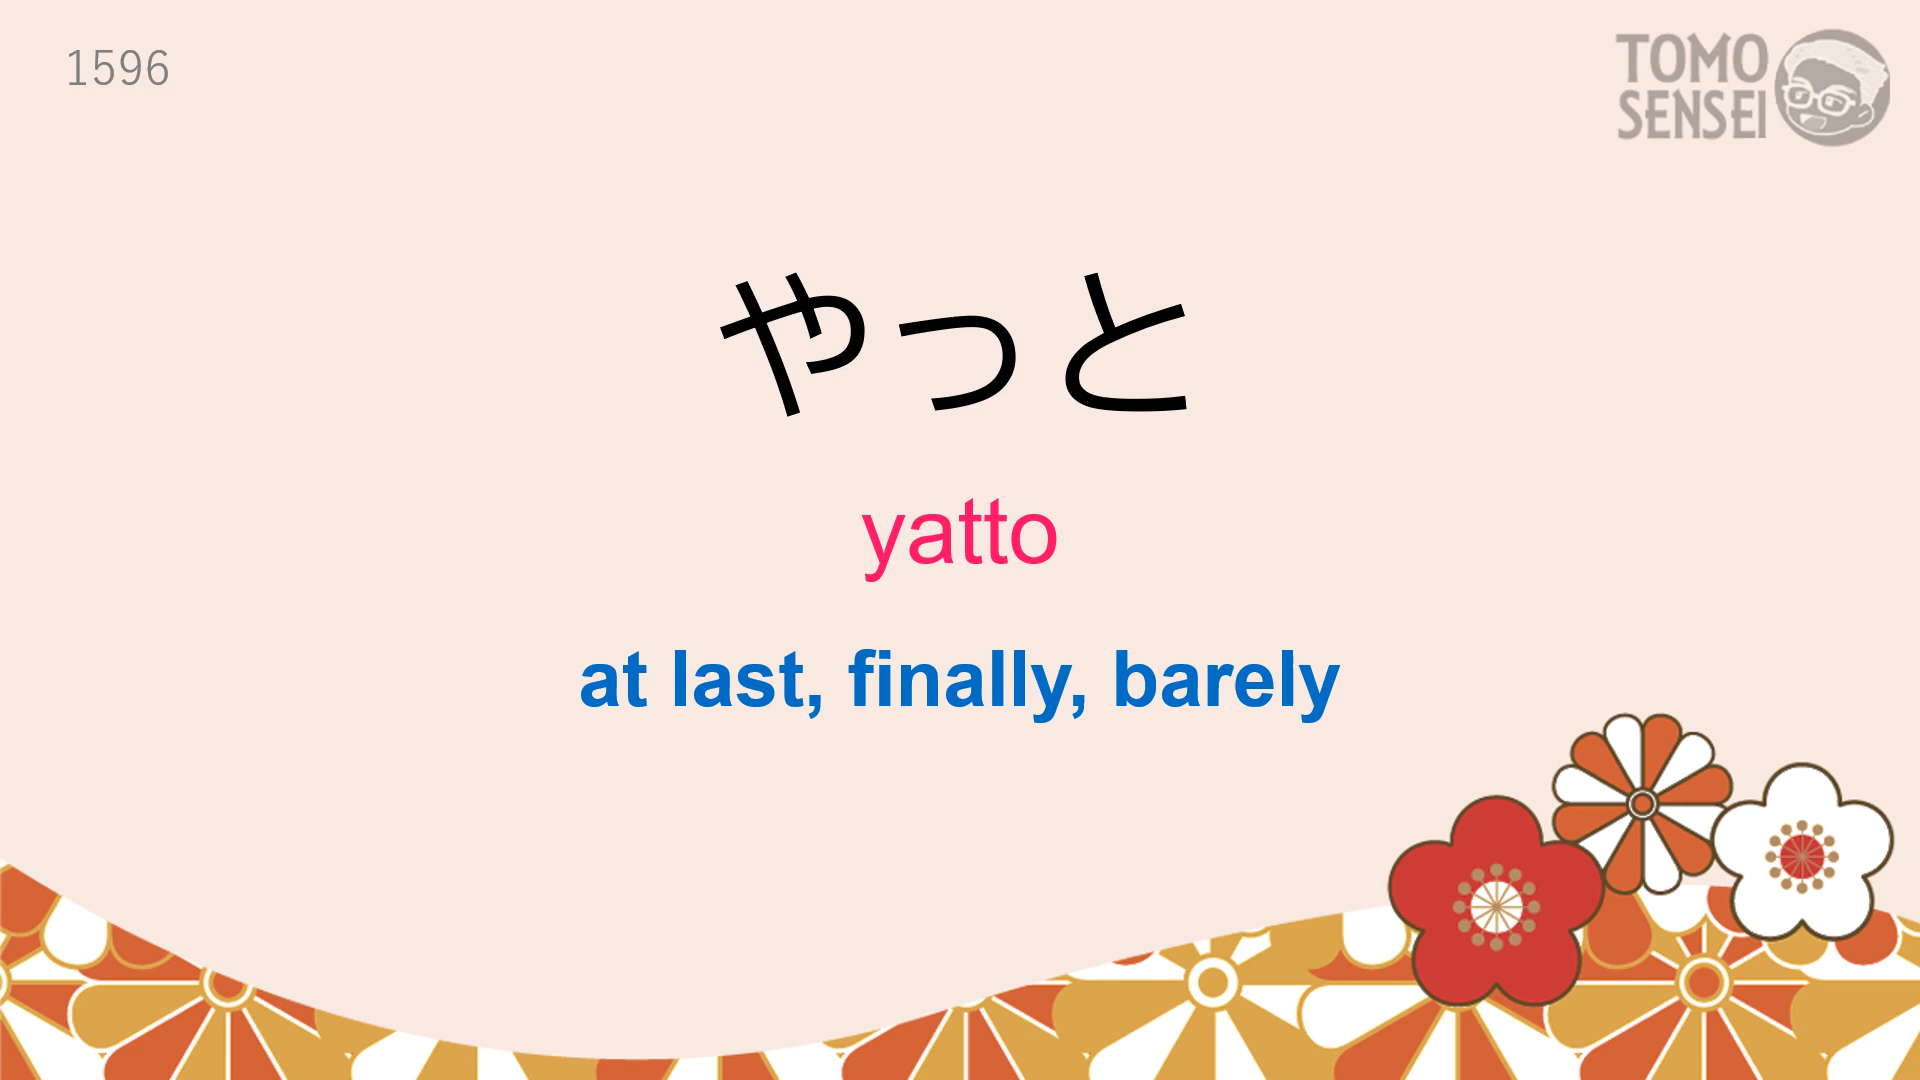 1596
TOMO
SENSEI
やっと
yatto
at last, finally, barely